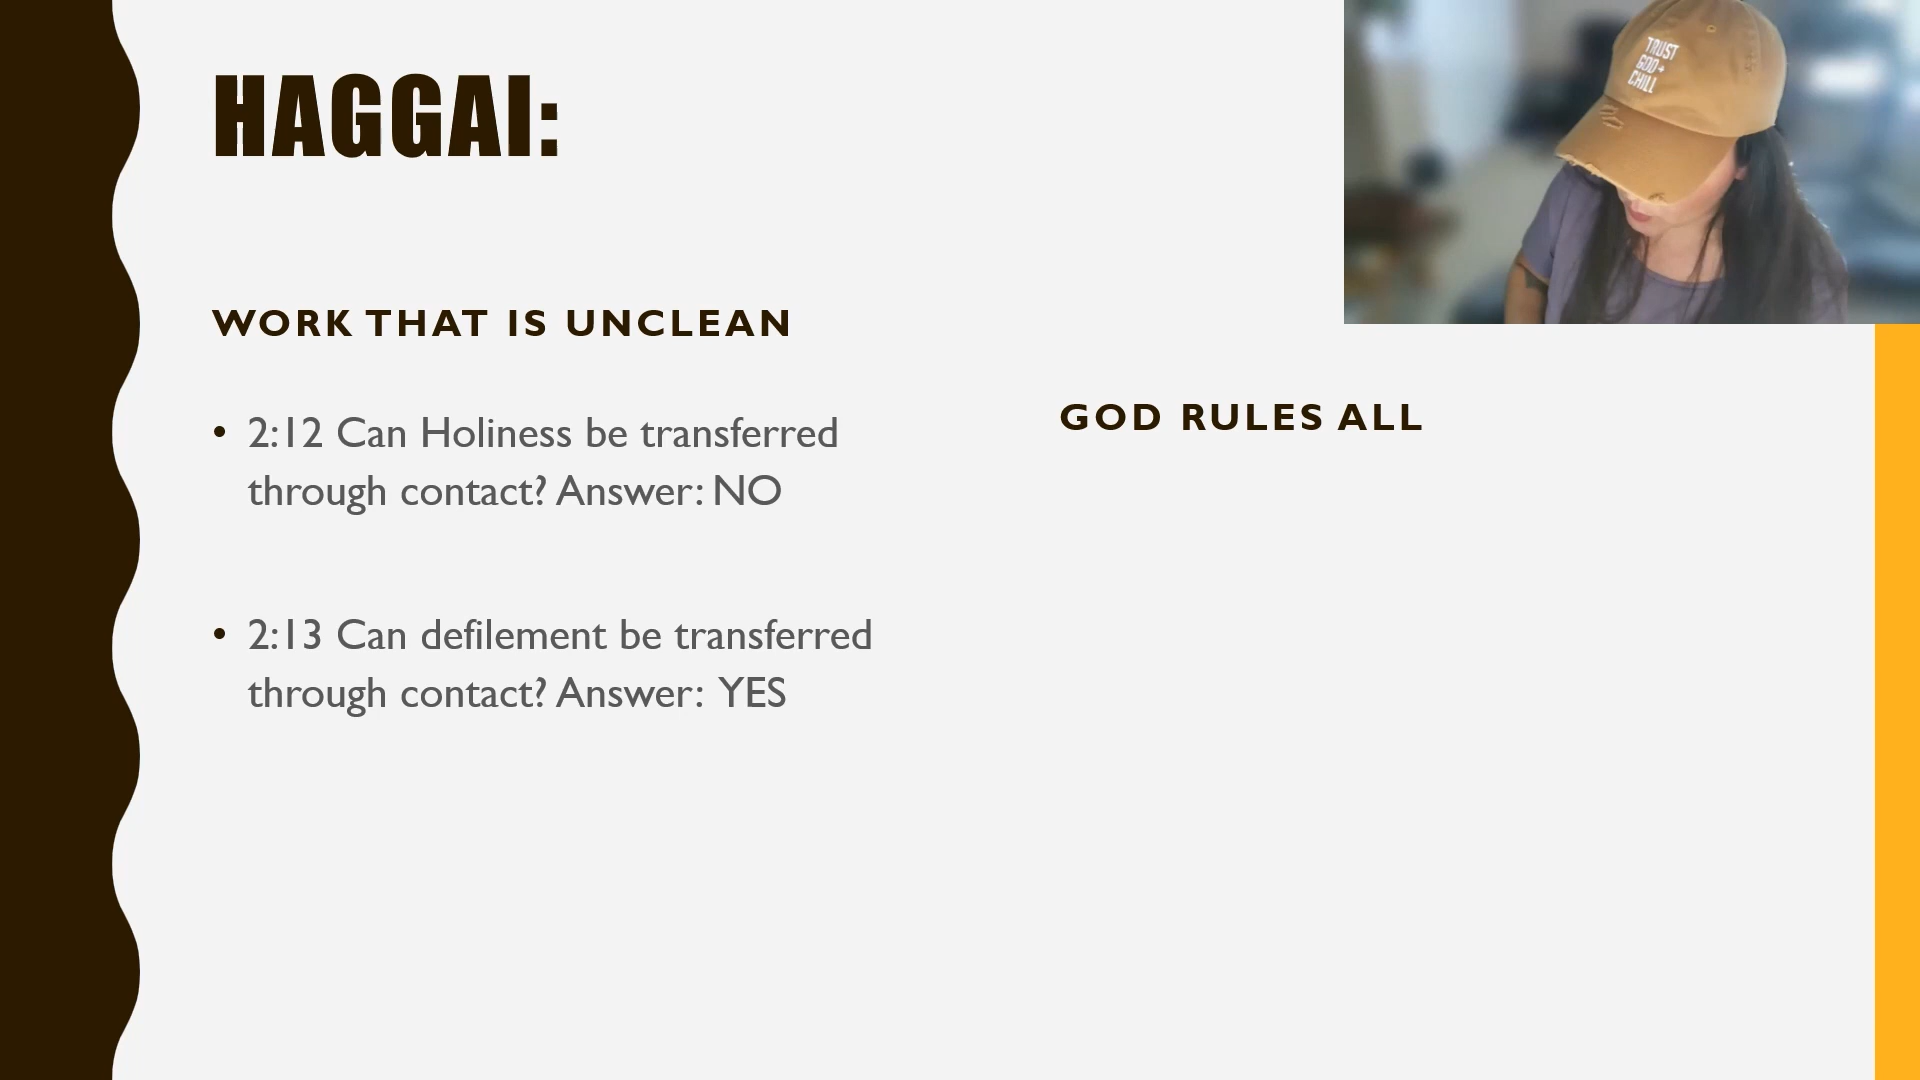 HAGGAI:
TRUST
GOD+
CHILL
WORK THAT IS UNCLEAN
• 2:12 Can Holiness be transferred
through contact? Answer: NO
• 2:13 Can defilement be transferred
through contact? Answer: YES
GOD RULES ALL